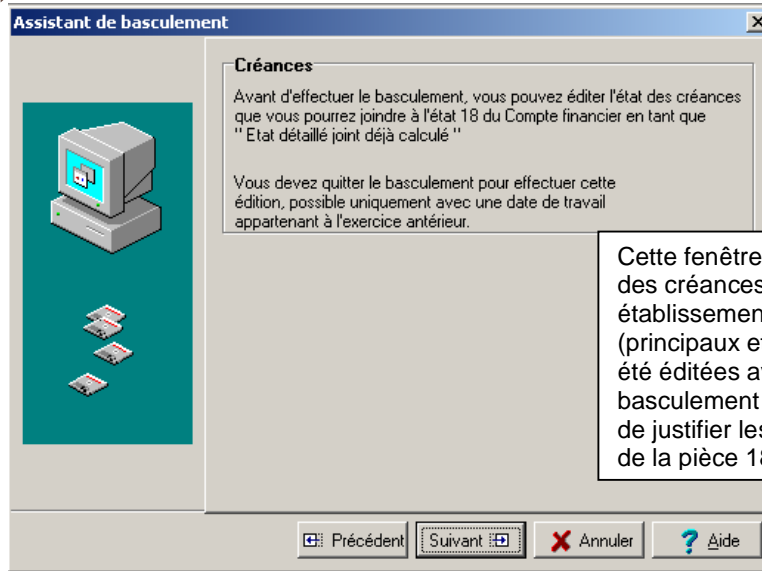 Assistant de basculement
Créances
Avant d'effectuer le basculement, vous pouvez éditer l'état des créances
que vous pourrez joindre à l'état 18 du Compte financier en tant que
" Etat détaillé joint déjà calculé "
Vous devez quitter le basculement pour effectuer cette
édition, possible uniquement avec une date de travail
appartenant à l'exercice antérieur.
Cette fenêtre
des créances
(principaux
été éditées
basculement
de justifier
de la pièce
Précédent
Suivant
Annuler
Aide